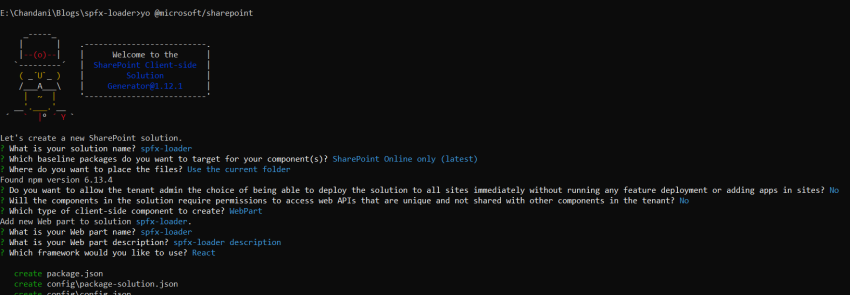 E:\Chandani\Blogs\spfx-loader>yo @microsoft/sharepoint
Welcome to the
SharePoint Client-side
Solution
Generator@1.12.1
Let's create a new SharePoint solution.
? What is your solution name? spfx-loader
? Which baseline packages do you want to target for your component(s)? SharePoint Online only (latest)
? Where do you want to place the files? Use the current folder
Found npm version 6.13.4
? Do you want to allow the tenant admin the choice of being able to deploy the solution to all sites immediately without running any feature deployment or adding apps in sites? No
? Will the components in the solution require permissions to access web APIs that are unique and not shared with other components in the tenant? No
? Which type of client-side component to create? WebPart
Add new Web part to solution spfx-loader.
? What is your Web part name? spfx-loader
? What is your Web part description? spfx-loader description
? Which framework would you like to use? React
create package.json
create config\package-solution.json
create config\config.json